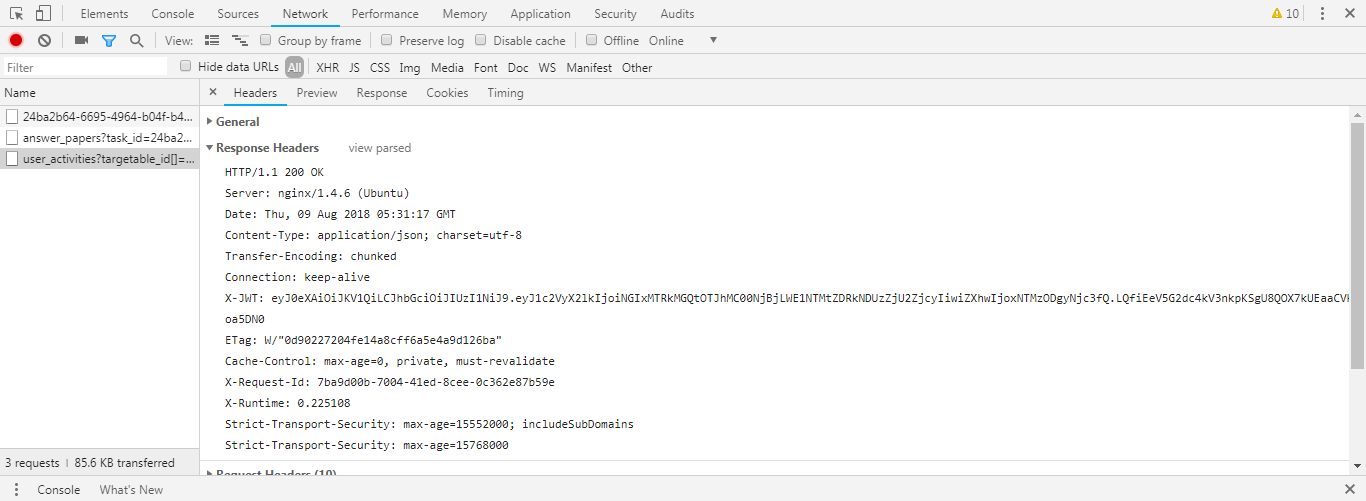 Elements Console Sources Network Performance Memory Application Security Audits 10
View: Group by frame Preserve log Disable cache Offline Online
Filter Hide data URLs All XHR JS CSS Img Media Font Doc WS Manifest Other
Name Headers Preview Response Cookies Timing
24ba2b64-6695-4964-b04f-b4...
answer_papers?task_id=24ba2...
user_activities?targetable_id[]=...
General
Response Headers view parsed
HTTP/1.1 200 OK
Server: nginx/1.4.6 (Ubuntu)
Date: Thu, 09 Aug 2018 05:31:17 GMT
Content-Type: application/json; charset=utf-8
Transfer-Encoding: chunked
Connection: keep-alive
X-JWT: eyJ0eXAiOiJKV1QiLCJhbGciOiJIUzI1NiJ9.eyJ1c2VyX2lkIjoiNGIxMTRkMGQtOTJhMC00NjBjLWE1NTMtZDRkNDUzZjU2ZjcyIiwiZXhwIjoxNTMzODgyNjc3fQ.LQfiEeV5G2dc4kV3nkpKSgU8QOX7kUEaaCV
oa5DN0
ETag: W/"0d90227204fe14a8cff6a5e4a9d126ba"
Cache-Control: max-age=0, private, must-revalidate
X-Request-Id: 7ba9d00b-7004-41ed-8cee-0c362e87b59e
X-Runtime: 0.225108
Strict-Transport-Security: max-age=15552000; includeSubDomains
Strict-Transport-Security: max-age=15768000
Request Headers (10)
3 requests 85.6 KB transferred
Console What's New